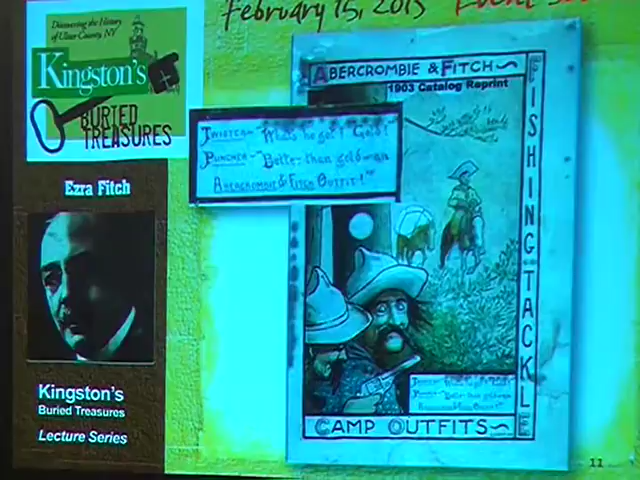 February 15, 2015
Discovering the History
of Ulster County, NY
Kingston's
BURIED
TREASURES
Ezra Fitch
Kingston's
Buried Treasures
Lecture Series
ABERCROMBIE & FITCH
1903 Catalog Reprint
FISHING TACKLE
TWISTER- "What's he got? Gold?
PUNCHER- "Better than gold-an
ABERCROMBIE & FITCH OUTFIT!"
CAMP OUTFITS
11